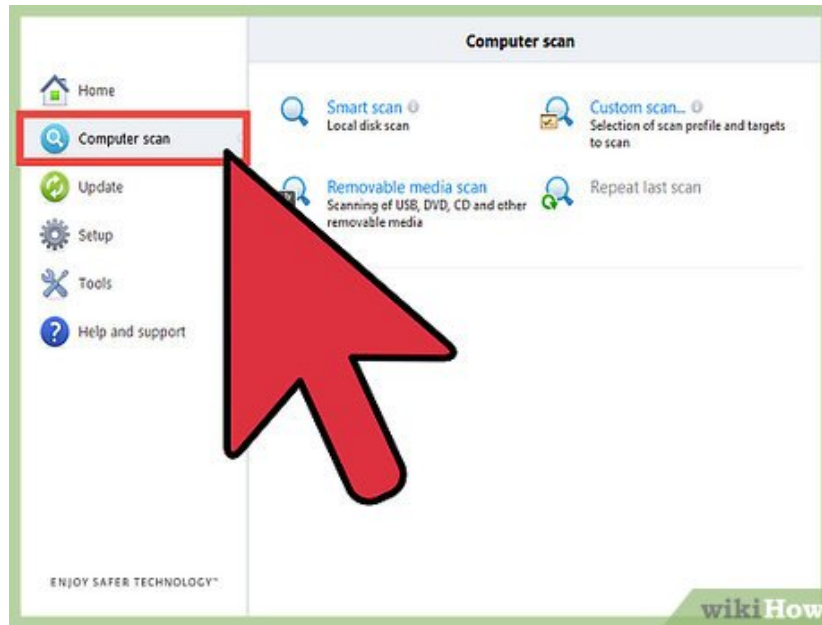 Computer scan
Home
Computer scan
Update
Setup
Tools
Help and support
Smart scan
Local disk scan
Custom scan...
Selection of scan profile and targets
to scan
Removable media scan
Scanning of USB, DVD, CD and other
removable media
Repeat last scan
ENJOY SAFER TECHNOLOGY™
wikiHow